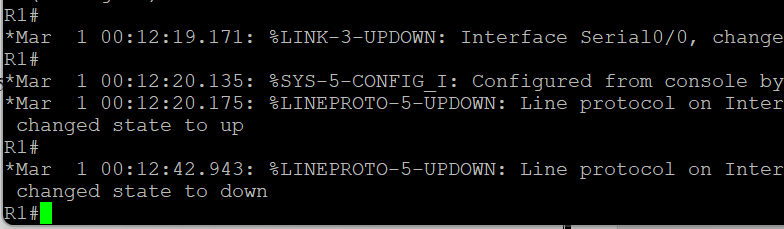 R1#
*Mar  1 00:12:19.171: %LINK-3-UPDOWN: Interface Serial0/0, change
R1#
*Mar  1 00:12:20.135: %SYS-5-CONFIG_I: Configured from console by
*Mar  1 00:12:20.175: %LINEPROTO-5-UPDOWN: Line protocol on Inter
 changed state to up
R1#
*Mar  1 00:12:42.943: %LINEPROTO-5-UPDOWN: Line protocol on Inter
 changed state to down
R1#